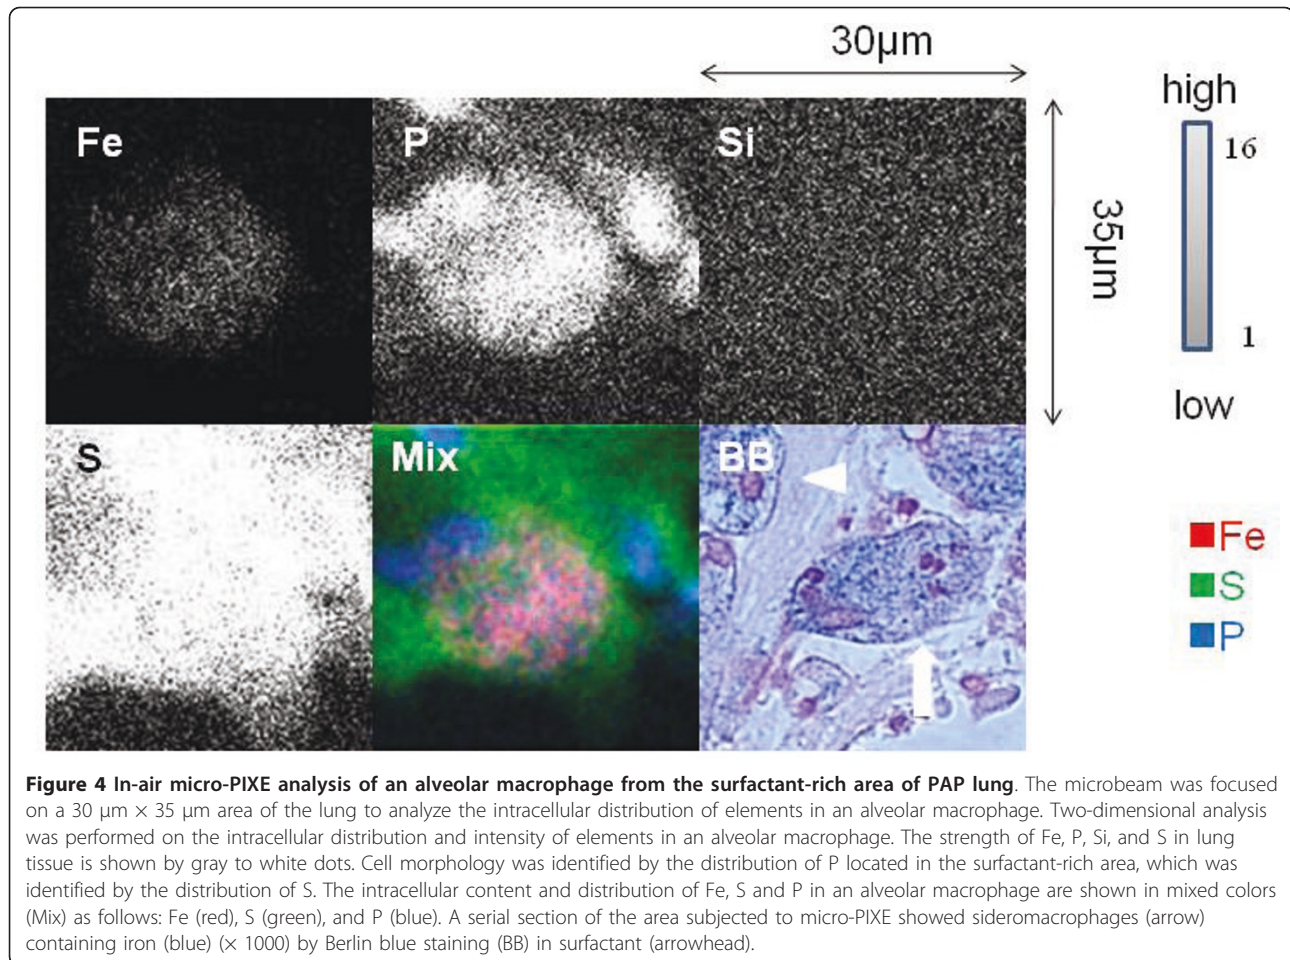 30μm
high
16
Fe
P
Si
35μm
1
low
S
Mix
BB
Fe
S
P
Figure 4 In-air micro-PIXE analysis of an alveolar macrophage from the surfactant-rich area of PAP lung. The microbeam was focused
on a 30 μm × 35 μm area of the lung to analyze the intracellular distribution of elements in an alveolar macrophage. Two-dimensional analysis
was performed on the intracellular distribution and intensity of elements in an alveolar macrophage. The strength of Fe, P, Si, and S in lung
tissue is shown by gray to white dots. Cell morphology was identified by the distribution of P located in the surfactant-rich area, which was
identified by the distribution of S. The intracellular content and distribution of Fe, S and P in an alveolar macrophage are shown in mixed colors
(Mix) as follows: Fe (red), S (green), and P (blue). A serial section of the area subjected to micro-PIXE showed sideromacrophages (arrow)
containing iron (blue) (× 1000) by Berlin blue staining (BB) in surfactant (arrowhead).